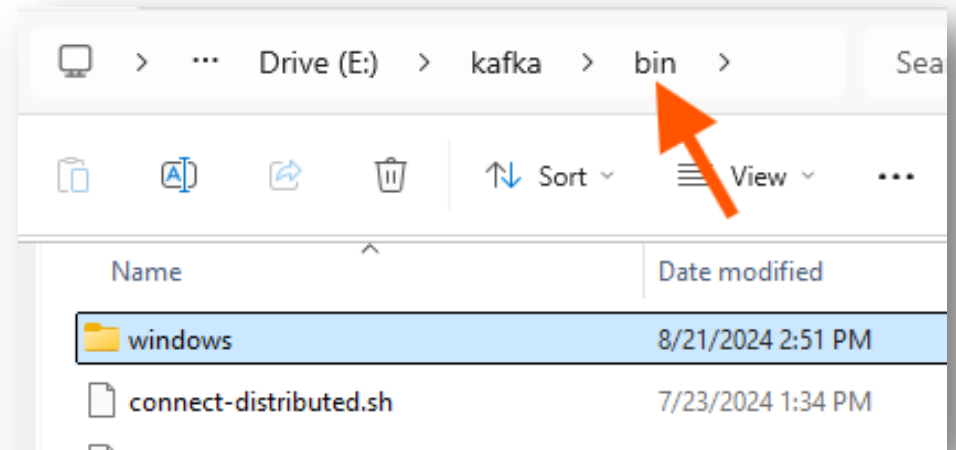 > ... Drive (E:) > kafka > bin > Sea
A Sort View ...
Name Date modified
windows 8/21/2024 2:51 PM
connect-distributed.sh 7/23/2024 1:34 PM